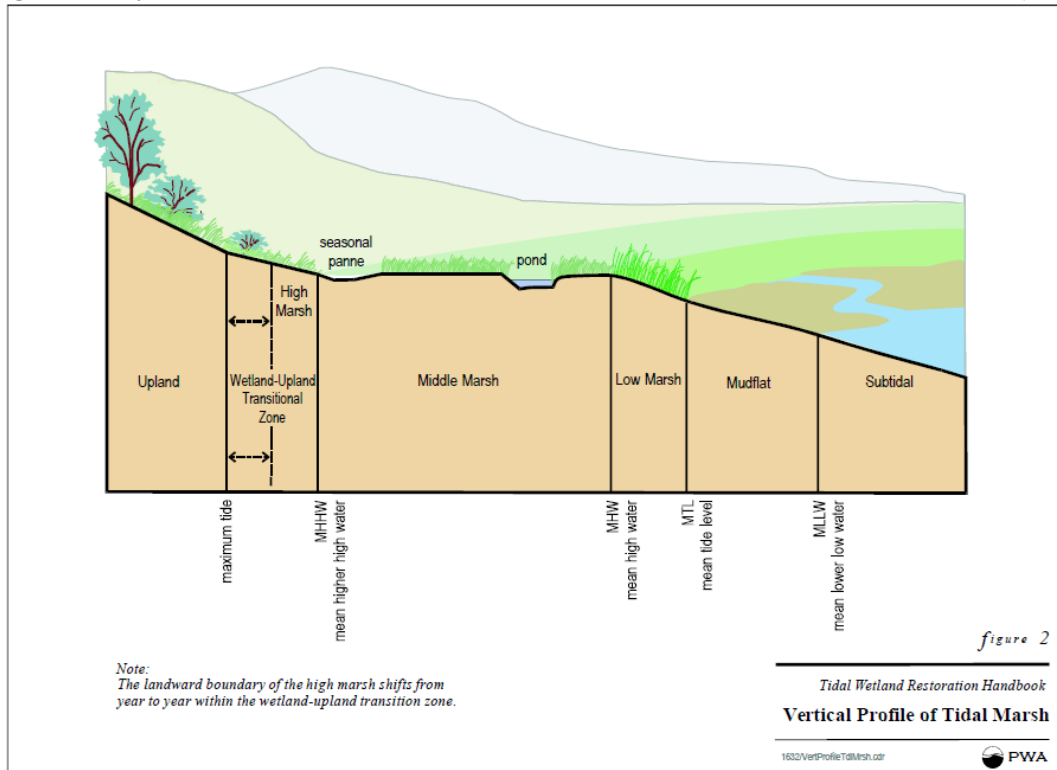 seasonal
panne
pond
High
Marsh
Upland
Wetland-Upland
Transitional
Zone
Middle Marsh
Low Marsh
Mudflat
Subtidal
maximum tide
MHHW
mean higher high water
MHW
mean high water
MTL
mean tide level
MLLW
mean lower low water
figure 2
Note:
The landward boundary of the high marsh shifts from
year to year within the wetland-upland transition zone.
Tidal Wetland Restoration Handbook
Vertical Profile of Tidal Marsh
1632/VertProfileTdlMrsh.cdr
PWA